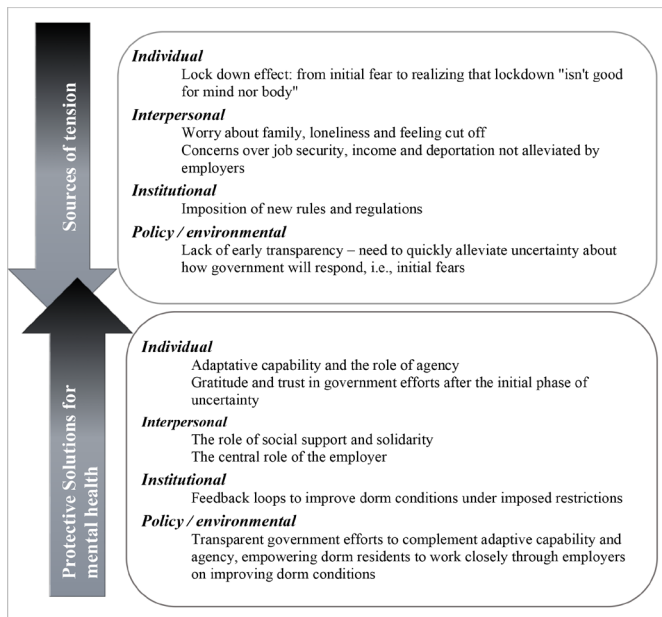 Sources of tension
Individual
Lock down effect: from initial fear to realizing that lockdown "isn't good
for mind nor body"
Interpersonal
Worry about family, loneliness and feeling cut off
Concerns over job security, income and deportation not alleviated by
employers
Institutional
Imposition of new rules and regulations
Policy / environmental
Lack of early transparency – need to quickly alleviate uncertainty about
how government will respond, i.e., initial fears
Protective Solutions for
mental health
Individual
Adaptative capability and the role of agency
Gratitude and trust in government efforts after the initial phase of
uncertainty
Interpersonal
The role of social support and solidarity
The central role of the employer
Institutional
Feedback loops to improve dorm conditions under imposed restrictions
Policy / environmental
Transparent government efforts to complement adaptive capability and
agency, empowering dorm residents to work closely through employers
on improving dorm conditions